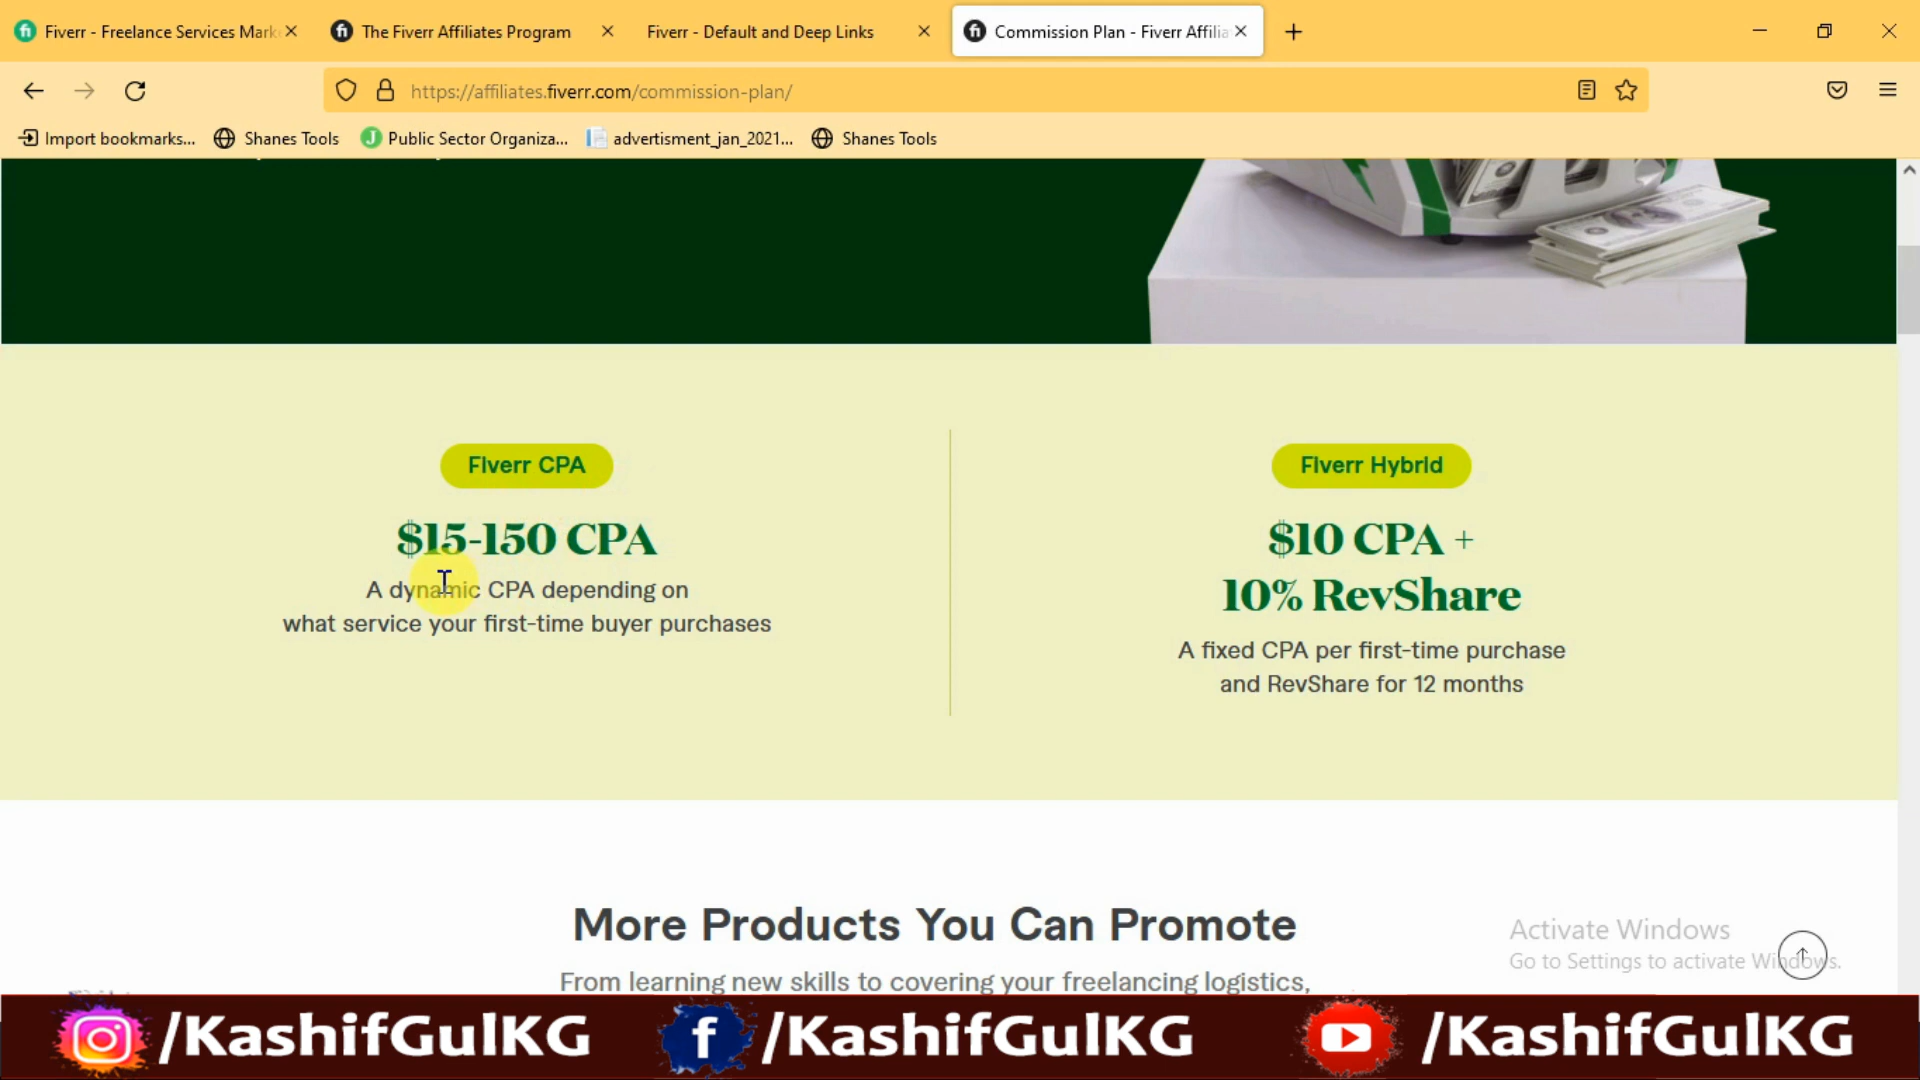 Fiverr - Freelance Services Mark
The Fiverr Affiliates Program
Fiverr - Default and Deep Links
Commission Plan - Fiverr Affilia
https://affiliates.fiverr.com/commission-plan/
Import bookmarks...
Shanes Tools
Public Sector Organiza...
advertisment_jan_2021...
Shanes Tools
Fiverr CPA
$15-150 CPA
A dynamic CPA depending on
what service your first-time buyer purchases
Fiverr Hybrid
$10 CPA +
10% RevShare
A fixed CPA per first-time purchase
and RevShare for 12 months
More Products You Can Promote
From learning new skills to covering your freelancing logistics,
Activate Windows
Go to Settings to activate Windows.
/KashifGulKG
/KashifGulKG
/KashifGulKG